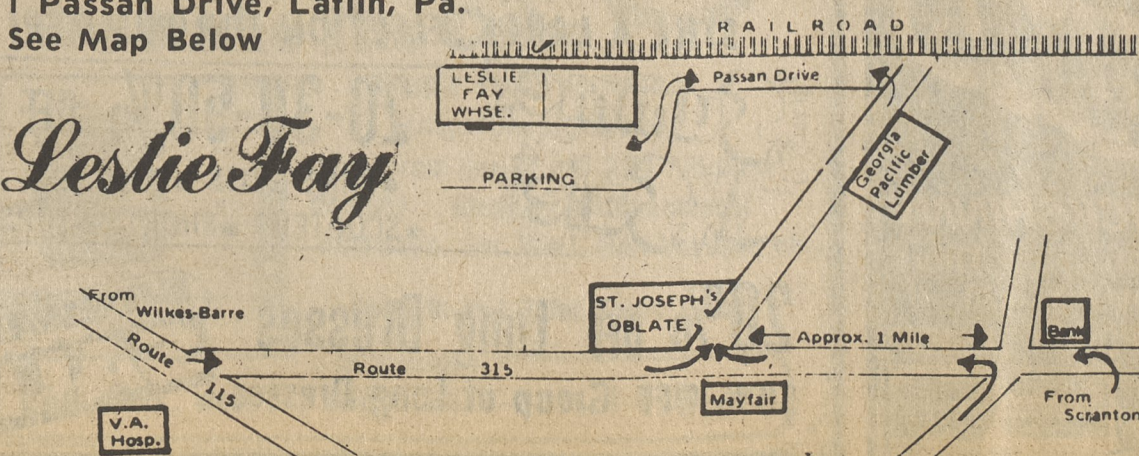 1 Passan Drive, Laflin, Pa.
See Map Below
RAILROAD
LESLIE
FAY
WHSE.
Passan Drive
Leslie Fay
PARKING
Georgia
Pacific
Lumber
From
Wilkes-Barre
ST. JOSEPH's
OBLATE
Approx. 1 Mile
Bank
Route 115
Route 315
Mayfair
From
Scranton
V.A.
Hosp.